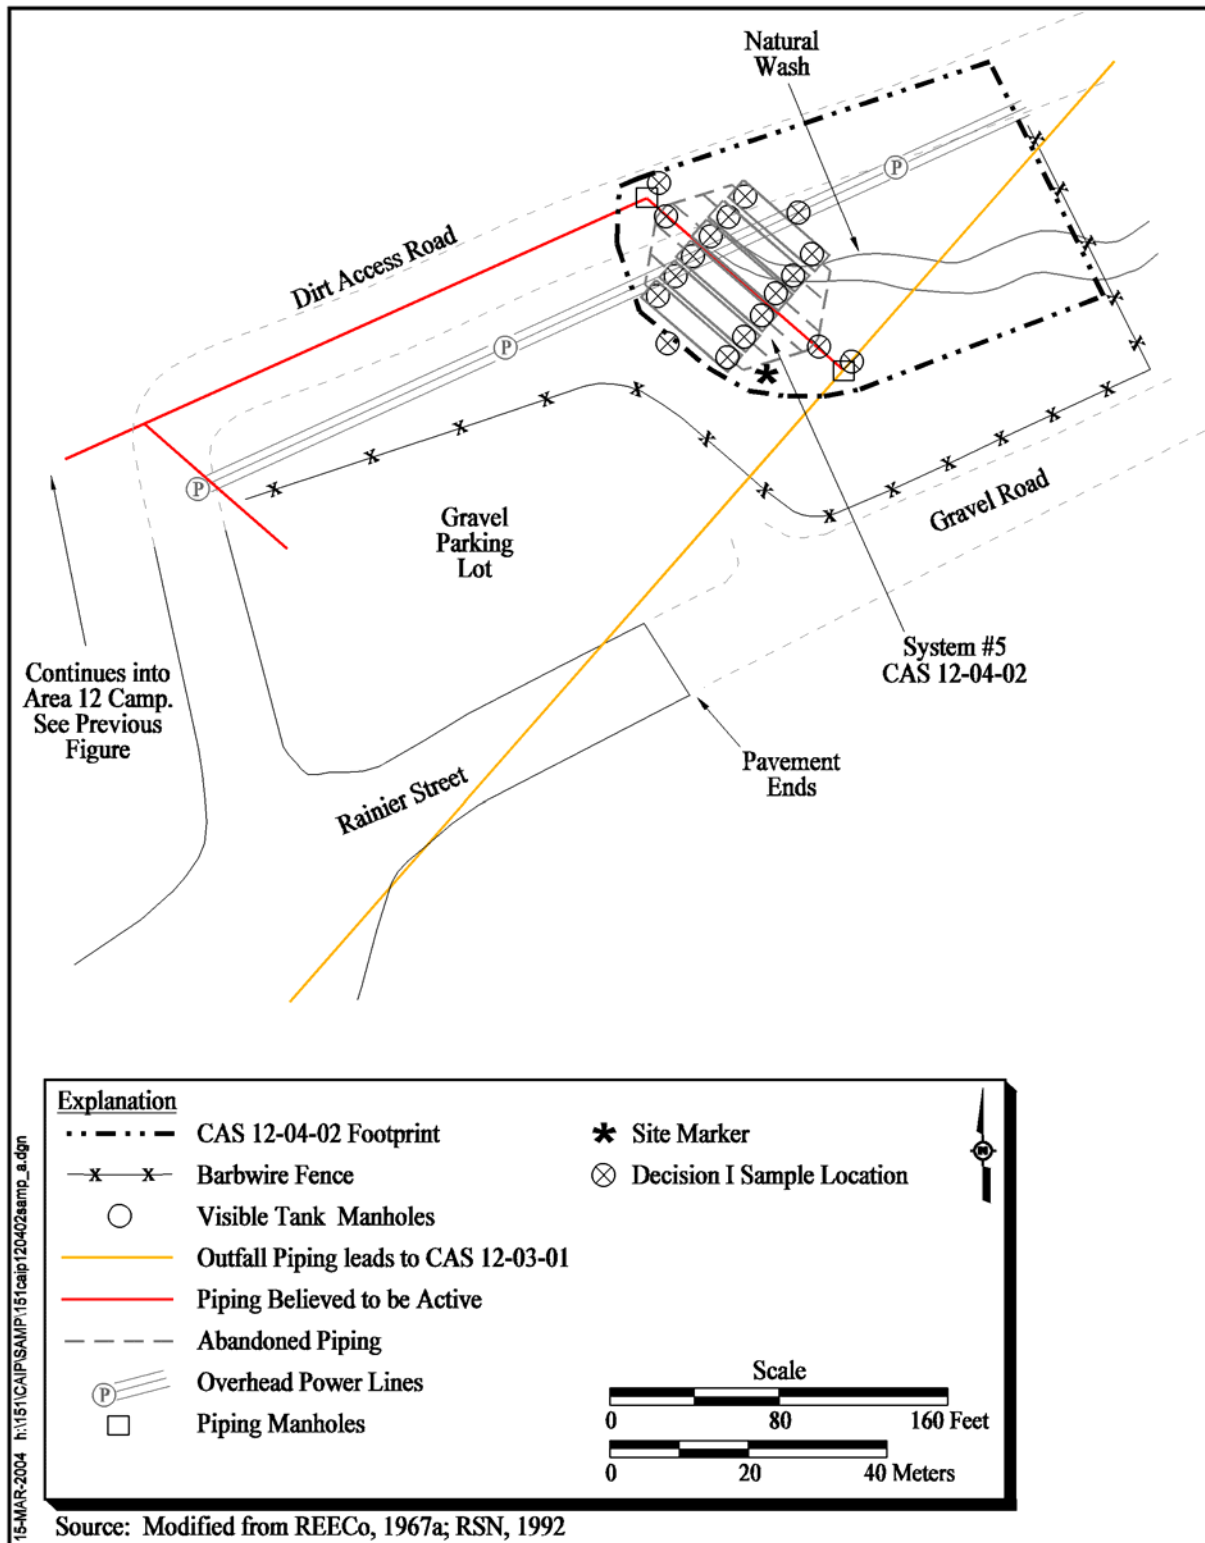 Natural
Wash
P
Dirt Access Road
P
P
Gravel
Parking
Lot
Gravel Road
System #5
CAS 12-04-02
Continues into
Area 12 Camp.
See Previous
Figure
Pavement
Ends
Rainier Street
Explanation
CAS 12-04-02 Footprint
Site Marker
Barbwire Fence
Decision I Sample Location
N
Visible Tank Manholes
Outfall Piping leads to CAS 12-03-01
Piping Believed to be Active
Abandoned Piping
P
Overhead Power Lines
Piping Manholes
Scale
0 80 160 Feet
0 20 40 Meters
15-MAR-2004 h:\151\CAIP\SAMP\151caip120402samp_a.dgn
Source: Modified from REECo, 1967a; RSN, 1992